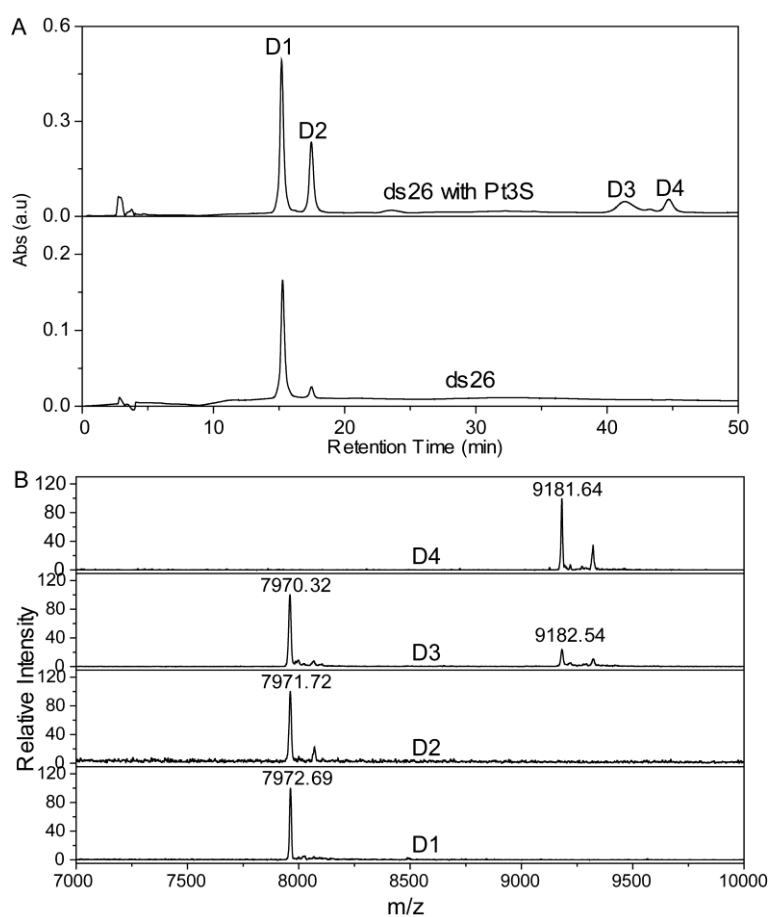 A
0.6
0.3
0.0
0.2
0.1
0.0
Abs (a.u)
D1
D2
ds26 with Pt3S
D3
D4
ds26
0 10 20 30 40 50
Retention Time (min)
B
120
80
40
0
9181.64
D4
120
80
40
0
7970.32
9182.54
D3
120
80
40
0
7971.72
D2
120
80
40
0
7972.69
D1
Relative Intensity
7000 7500 8000 8500 9000 9500 10000
m/z